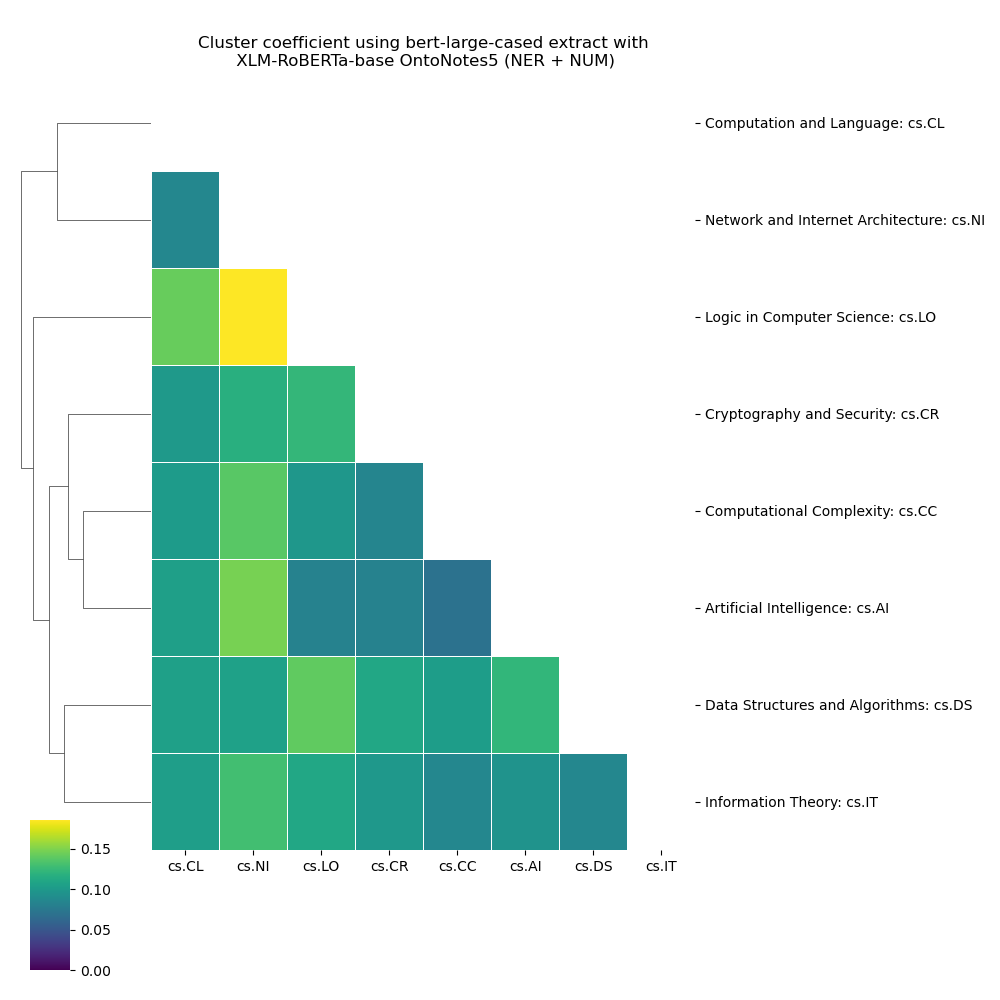 Cluster coefficient using bert-large-cased extract with
XLM-RoBERTa-base OntoNotes5 (NER + NUM)
Computation and Language: cs.CL
Network and Internet Architecture: cs.NI
Logic in Computer Science: cs.LO
Cryptography and Security: cs.CR
Computational Complexity: cs.CC
Artificial Intelligence: cs.AI
Data Structures and Algorithms: cs.DS
Information Theory: cs.IT
cs.CL cs.NI cs.LO cs.CR cs.CC cs.AI cs.DS cs.IT
0.15
0.10
0.05
0.00